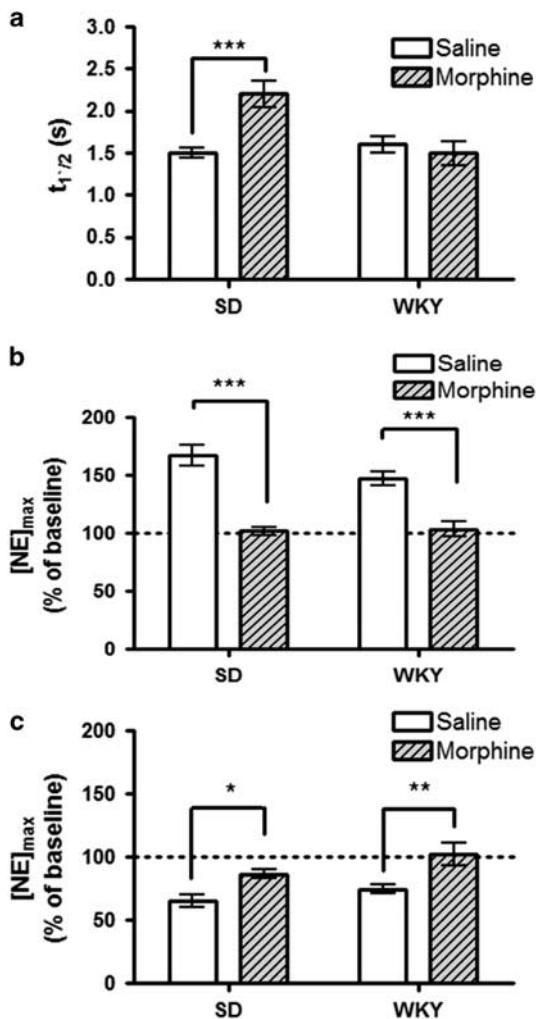 a
*** Saline
Morphine
3.0
2.5
2.0
1.5
1.0
0.5
0.0
t1/2 (s)
SD WKY
b
Saline
Morphine
*** ***
200
150
100
50
0
[NE]max
(% of baseline)
SD WKY
c
Saline
Morphine
* **
200
150
100
50
0
[NE]max
(% of baseline)
SD WKY